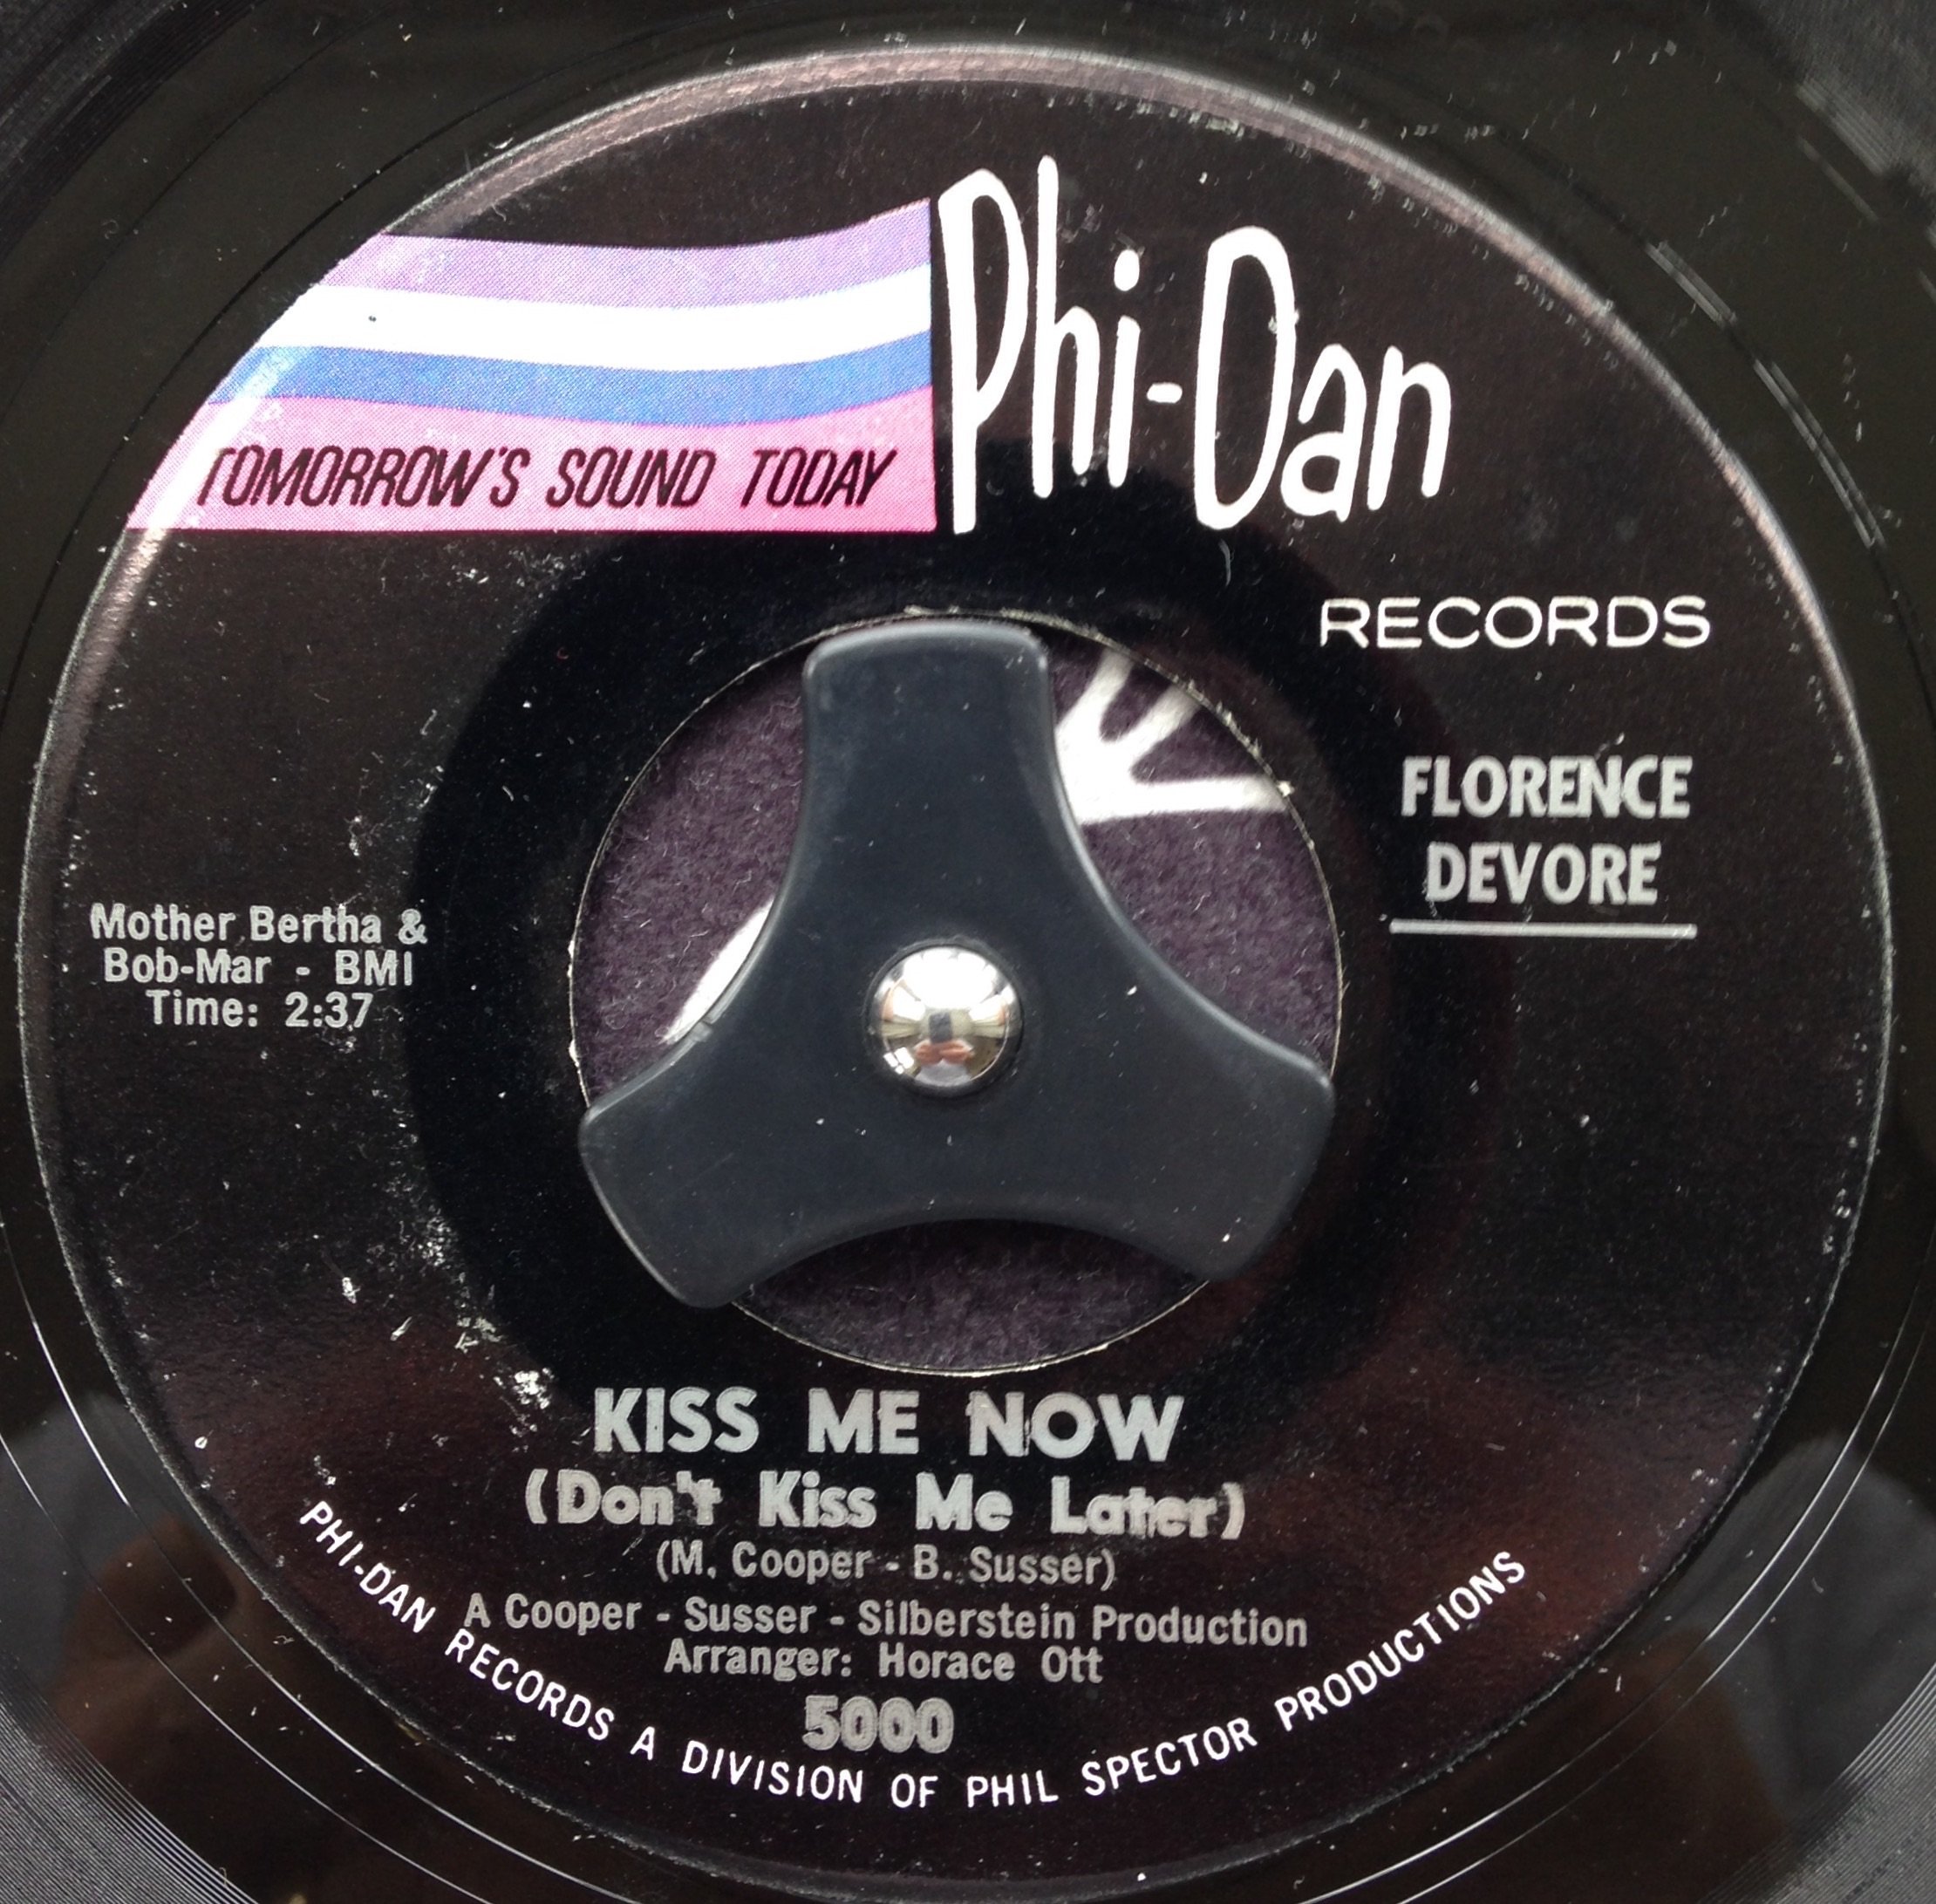 Phi-Dan
TOMORROW'S SOUND TODAY
RECORDS
FLORENCE
DEVORE
Mother Bertha &
Bob-Mar - BMI
Time: 2:37
KISS ME NOW
(Don't Kiss Me Later)
(M. Cooper - B. Susser)
A Cooper - Susser - Silberstein Production
Arranger: Horace Ott
5000
PHI-DAN RECORDS A DIVISION OF PHIL SPECTOR PRODUCTIONS